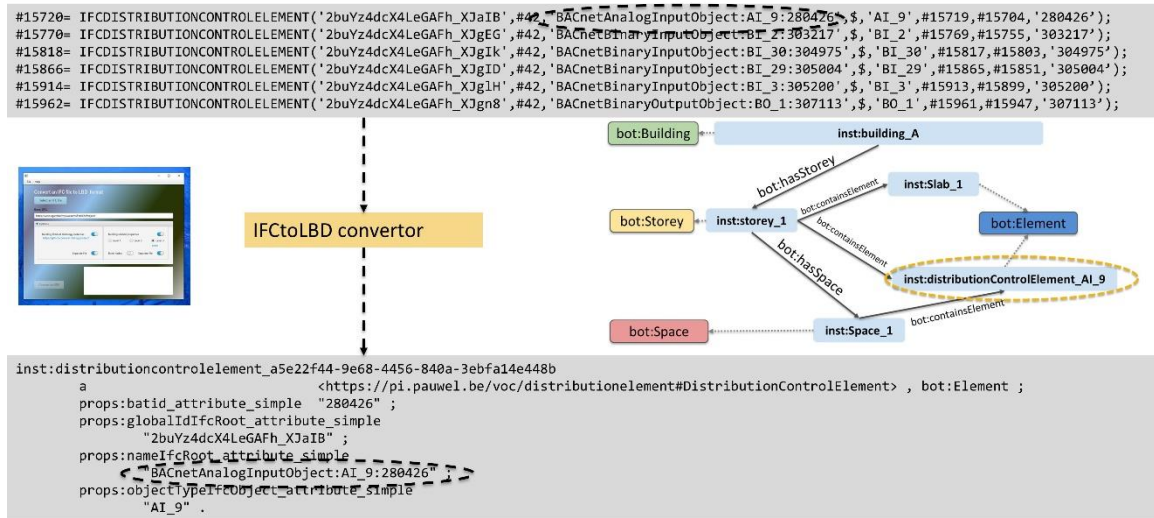 #15720= IFCDISTRIBUTIONCONTROLELEMENT('2buYz4dcX4LeGAFh_XJaIB',#42,'BACnetAnalogInputObject:AI_9:280426',$,'AI_9',#15719,#15704,'280426');
#15770= IFCDISTRIBUTIONCONTROLELEMENT('2buYz4dcX4LeGAFh_XJgEG',#42,'BACnetBinaryInputObject:BI_2:303217',$,'BI_2',#15769,#15755,'303217');
#15818= IFCDISTRIBUTIONCONTROLELEMENT('2buYz4dcX4LeGAFh_XJgIk',#42,'BACnetBinaryInputObject:BI_30:304975',$,'BI_30',#15817,#15803,'304975');
#15866= IFCDISTRIBUTIONCONTROLELEMENT('2buYz4dcX4LeGAFh_XJgID',#42,'BACnetBinaryInputObject:BI_29:305004',$,'BI_29',#15865,#15851,'305004');
#15914= IFCDISTRIBUTIONCONTROLELEMENT('2buYz4dcX4LeGAFh_XJglH',#42,'BACnetBinaryInputObject:BI_3:305200',$,'BI_3',#15913,#15899,'305200');
#15962= IFCDISTRIBUTIONCONTROLELEMENT('2buYz4dcX4LeGAFh_XJgn8',#42,'BACnetBinaryOutputObject:BO_1:307113',$,'BO_1',#15961,#15947,'307113');
bot:Building
inst:building_A
bot:hasStorey
inst:Slab_1
bot:containsElement
bot:Storey
inst:storey_1
bot:Element
bot:containsElement
bot:hasSpace
inst:distributionControlElement_AI_9
bot:containsElement
bot:Space
inst:Space_1
IFCtoLBD convertor
inst:distributioncontrolelement_a5e22f44-9e68-4456-840a-3ebfa14e448b
a <https://pi.pauwel.be/voc/distributionelement#DistributionControlElement> , bot:Element ;
props:batid_attribute_simple "280426" ;
props:globalIdIfcRoot_attribute_simple
"2buYz4dcX4LeGAFh_XJaIB" ;
props:nameIfcRoot_attribute_simple
"BACnetAnalogInputObject:AI_9:280426" ;
props:objectTypeIfcObject_attribute_simple
"AI_9" .